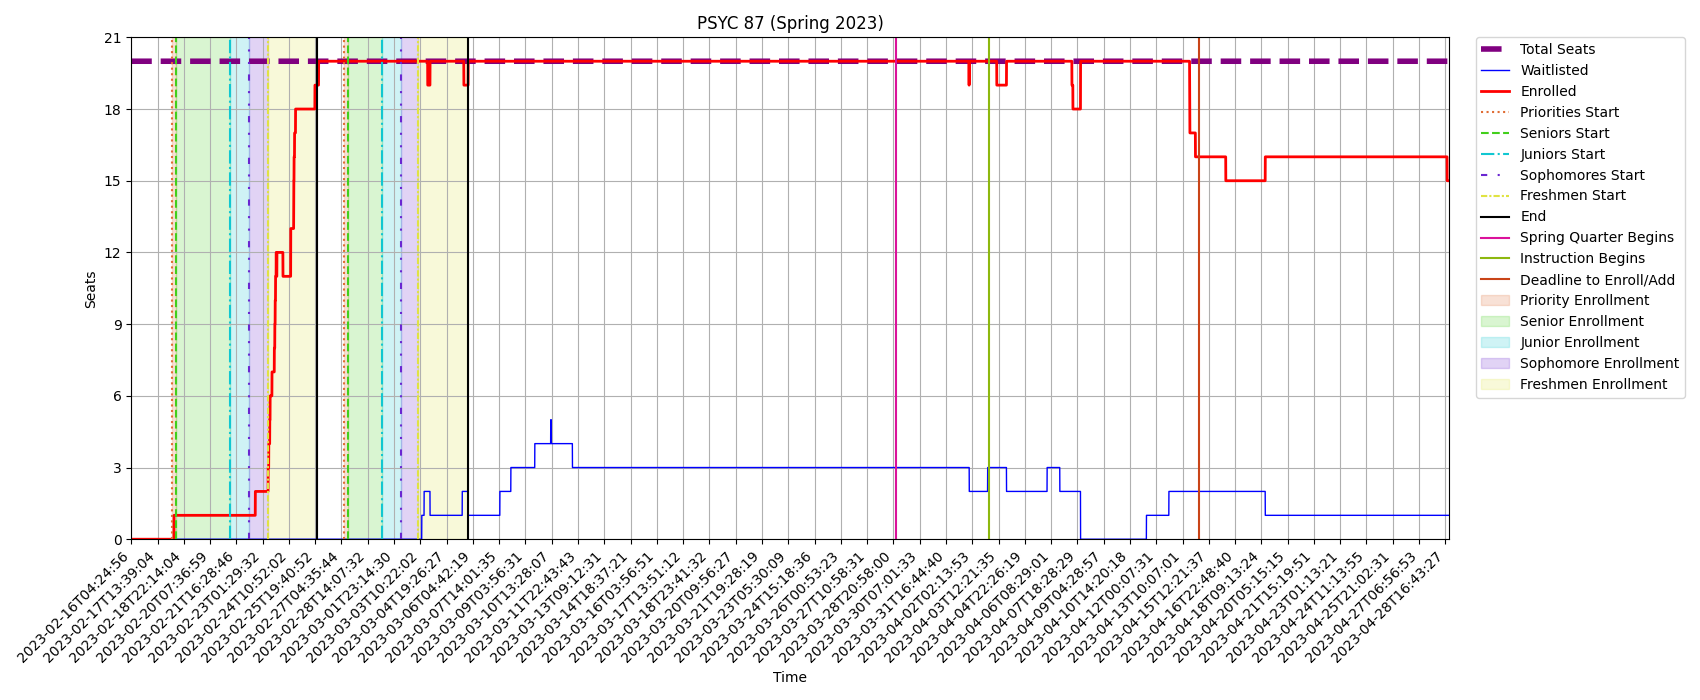 PSYC 87 (Spring 2023)
21
18
15
12
9
6
3
0
Seats
2023-02-16T04:24:56
2023-02-17T13:39:04
2023-02-18T22:14:04
2023-02-20T07:36:59
2023-02-21T16:28:46
2023-02-23T01:29:32
2023-02-24T10:52:02
2023-02-25T19:40:52
2023-02-27T04:35:44
2023-02-28T14:07:32
2023-03-01T23:14:30
2023-03-03T10:22:02
2023-03-04T19:26:27
2023-03-06T04:42:19
2023-03-07T14:01:35
2023-03-09T03:56:31
2023-03-10T13:28:07
2023-03-11T22:43:43
2023-03-13T09:12:31
2023-03-14T18:37:21
2023-03-16T03:56:51
2023-03-17T13:51:12
2023-03-18T23:41:32
2023-03-20T09:56:27
2023-03-21T19:28:19
2023-03-23T05:30:09
2023-03-24T15:18:36
2023-03-26T00:53:23
2023-03-27T10:58:31
2023-03-28T20:58:00
2023-03-30T07:01:33
2023-03-31T16:44:40
2023-04-02T02:13:53
2023-04-03T12:21:35
2023-04-04T22:26:19
2023-04-06T08:29:01
2023-04-07T18:28:29
2023-04-09T04:28:57
2023-04-10T14:20:18
2023-04-12T00:07:31
2023-04-13T10:07:01
2023-04-15T12:21:37
2023-04-16T22:48:40
2023-04-18T09:13:24
2023-04-20T05:15:15
2023-04-21T15:19:51
2023-04-23T01:13:21
2023-04-24T11:13:55
2023-04-25T21:02:31
2023-04-27T06:56:53
2023-04-28T16:43:27
Time
Total Seats
Waitlisted
Enrolled
Priorities Start
Seniors Start
Juniors Start
Sophomores Start
Freshmen Start
End
Spring Quarter Begins
Instruction Begins
Deadline to Enroll/Add
Priority Enrollment
Senior Enrollment
Junior Enrollment
Sophomore Enrollment
Freshmen Enrollment